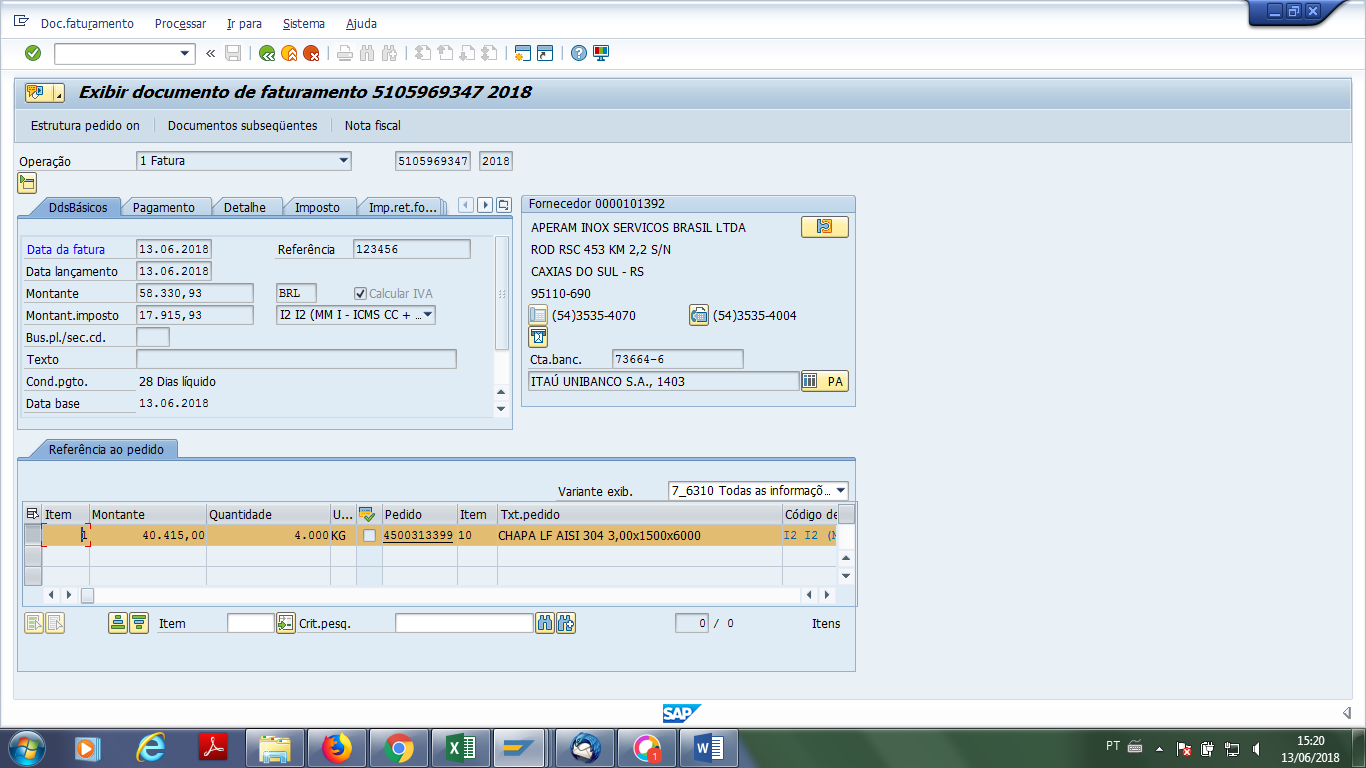 Doc.faturamento Processar Ir para Sistema Ajuda
Exibir documento de faturamento 5105969347 2018
Estrutura pedido on Documentos subseqüentes Nota fiscal
Operação 1 Fatura 5105969347 2018
DdsBásicos Pagamento Detalhe Imposto Imp.ret.fo...
Data da fatura 13.06.2018 Referência 123456
Data lançamento 13.06.2018
Montante 58.330,93 BRL Calcular IVA
Montant.imposto 17.915,93 I2 I2 (MM I - ICMS CC + ...
Bus.pl./sec.cd.
Texto
Cond.pgto. 28 Dias líquido
Data base 13.06.2018
Fornecedor 0000101392
APERAM INOX SERVICOS BRASIL LTDA
ROD RSC 453 KM 2,2 S/N
CAXIAS DO SUL - RS
95110-690
(54)3535-4070 (54)3535-4004
Cta.banc. 73664-6
ITAÚ UNIBANCO S.A., 1403 PA
Referência ao pedido
Variante exib. 7_6310 Todas as informaçõ...
Item Montante Quantidade U... Pedido Item Txt.pedido Código de
1 40.415,00 4.000 KG 4500313399 10 CHAPA LF AISI 304 3,00x1500x6000 I2 I2 (M
Item Crit.pesq. 0 / 0 Itens
SAP
PT 15:20
13/06/2018